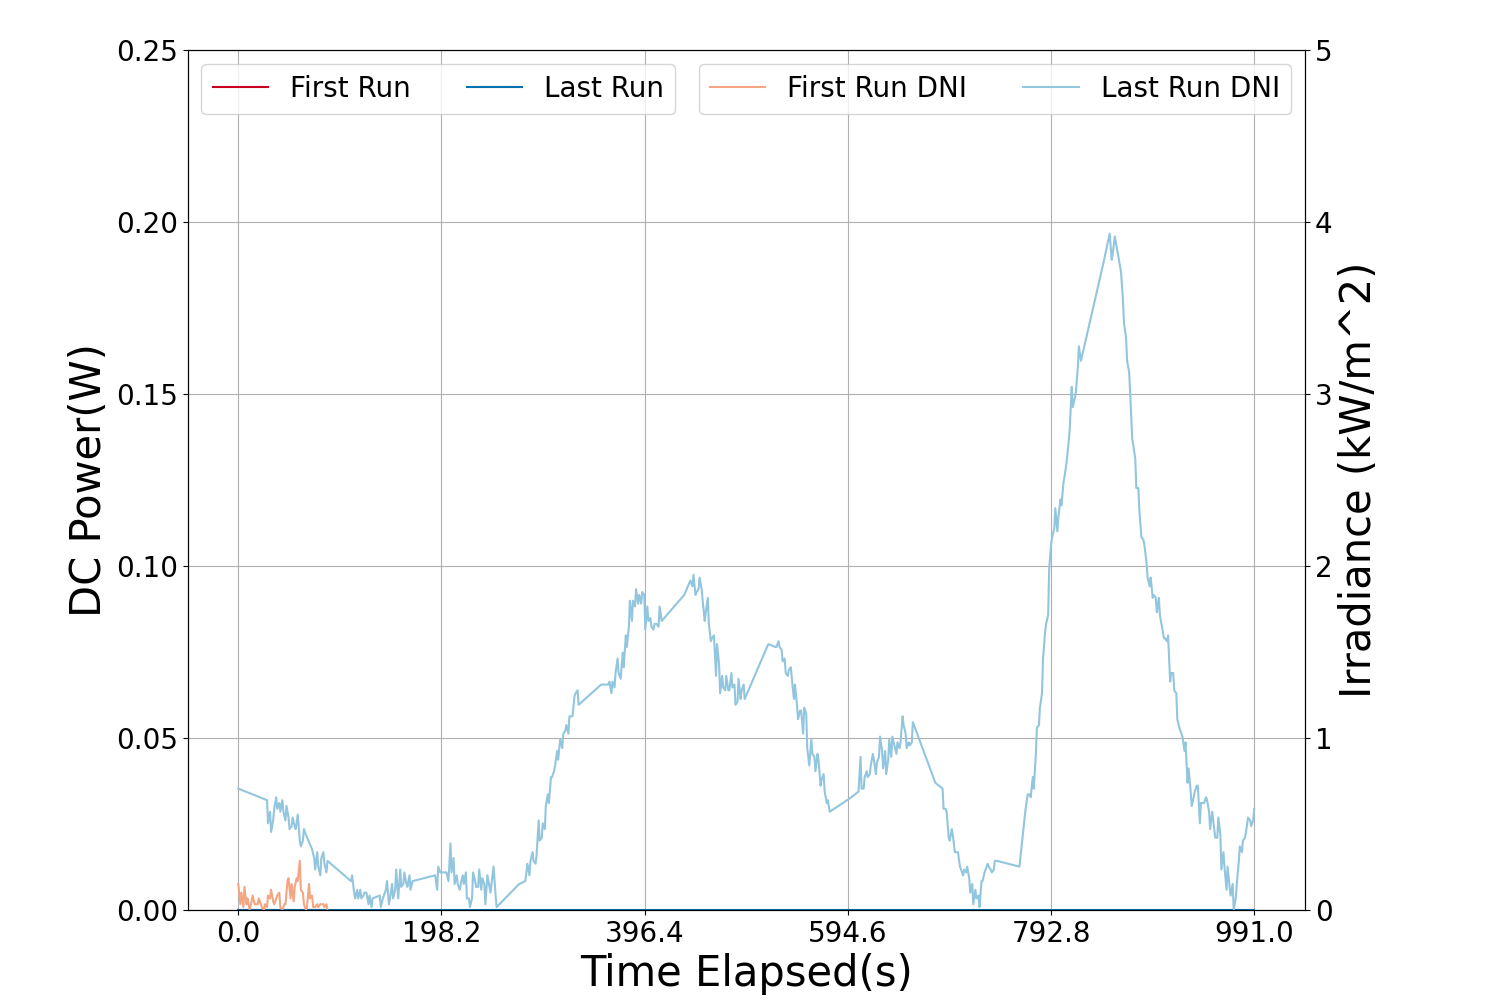 First Run
Last Run
First Run DNI
Last Run DNI
DC Power(W)
0.25
0.20
0.15
0.10
0.05
0.00
5
4
3
2
1
0
Irradiance (kW/m^2)
0.0
198.2
396.4
594.6
792.8
991.0
Time Elapsed(s)